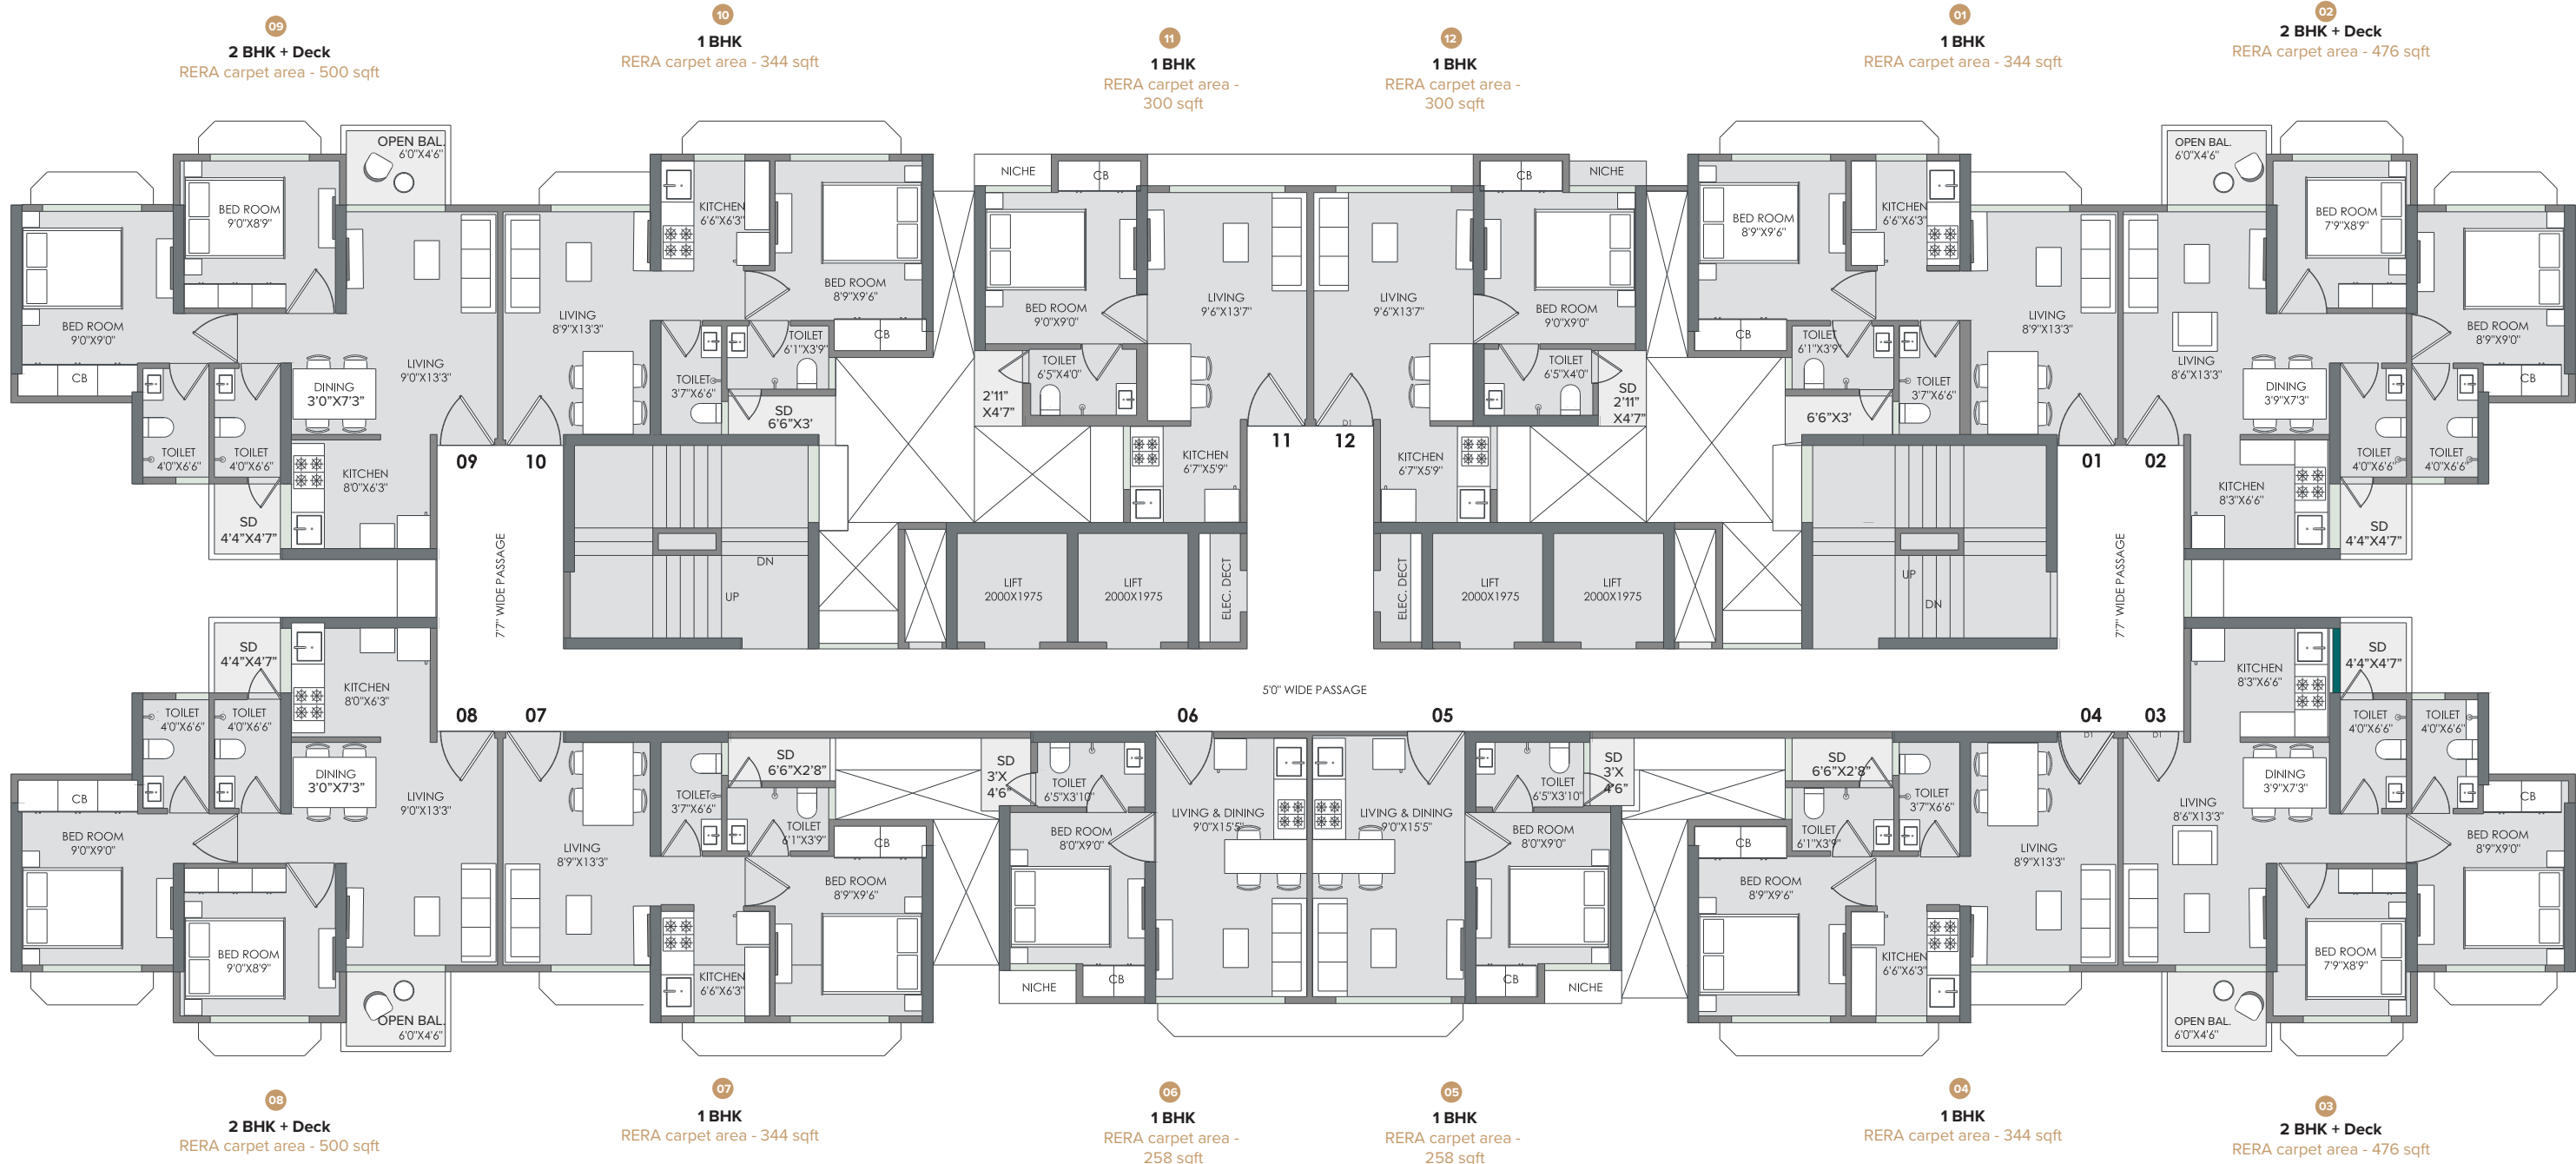 09
2 BHK + Deck
RERA carpet area - 500 sqft
10
1 BHK
RERA carpet area - 344 sqft
11
1 BHK
RERA carpet area -
300 sqft
12
1 BHK
RERA carpet area -
300 sqft
01
1 BHK
RERA carpet area - 344 sqft
02
2 BHK + Deck
RERA carpet area - 476 sqft
OPEN BAL.
6'0"X4'6"
BED ROOM
9'0"X8'9"
BED ROOM
9'0"X9'0"
CB
LIVING
9'0"X13'3"
DINING
3'0"X7'3"
TOILET
4'0"X6'6"
TOILET
4'0"X6'6"
KITCHEN
8'0"X6'3"
SD
4'4"X4'7"
09
KITCHEN
6'6"X6'3"
BED ROOM
8'9"X9'6"
LIVING
8'9"X13'3"
CB
TOILET
6'1"X3'9"
TOILET
3'7"X6'6"
SD
6'6"X3'
10
NICHE
CB
BED ROOM
9'0"X9'0"
LIVING
9'6"X13'7"
TOILET
6'5"X4'0"
2'11"
X4'7"
KITCHEN
6'7"X5'9"
11
CB
NICHE
LIVING
9'6"X13'7"
BED ROOM
9'0"X9'0"
TOILET
6'5"X4'0"
SD
2'11"
X4'7"
D1
12
KITCHEN
6'7"X5'9"
BED ROOM
8'9"X9'6"
KITCHEN
6'6"X6'3"
LIVING
8'9"X13'3"
CB
TOILET
6'1"X3'9"
TOILET
3'7"X6'6"
6'6"X3'
01
OPEN BAL.
6'0"X4'6"
BED ROOM
7'9"X8'9"
BED ROOM
8'9"X9'0"
LIVING
8'6"X13'3"
DINING
3'9"X7'3"
CB
TOILET
4'0"X6'6"
TOILET
4'0"X6'6"
KITCHEN
8'3"X6'6"
SD
4'4"X4'7"
02
7'7" WIDE PASSAGE
DN
UP
LIFT
2000X1975
LIFT
2000X1975
ELEC. DECT
ELEC. DECT
LIFT
2000X1975
LIFT
2000X1975
UP
DN
7'7" WIDE PASSAGE
5'0" WIDE PASSAGE
08
SD
4'4"X4'7"
KITCHEN
8'0"X6'3"
TOILET
4'0"X6'6"
TOILET
4'0"X6'6"
DINING
3'0"X7'3"
CB
LIVING
9'0"X13'3"
BED ROOM
9'0"X9'0"
BED ROOM
9'0"X8'9"
OPEN BAL.
6'0"X4'6"
07
SD
6'6"X2'8"
TOILET
3'7"X6'6"
TOILET
6'1"X3'9"
CB
LIVING
8'9"X13'3"
BED ROOM
8'9"X9'6"
KITCHEN
6'6"X6'3"
06
SD
3'X
4'6"
TOILET
6'5"X3'10"
LIVING & DINING
9'0"X15'5"
BED ROOM
8'0"X9'0"
CB
NICHE
05
TOILET
6'5"X3'10"
SD
3'X
4'6"
LIVING & DINING
9'0"X15'5"
BED ROOM
8'0"X9'0"
CB
NICHE
04
D1
SD
6'6"X2'8"
TOILET
3'7"X6'6"
TOILET
6'1"X3'9"
CB
LIVING
8'9"X13'3"
BED ROOM
8'9"X9'6"
KITCHEN
6'6"X6'3"
03
D1
KITCHEN
8'3"X6'6"
SD
4'4"X4'7"
TOILET
4'0"X6'6"
TOILET
4'0"X6'6"
DINING
3'9"X7'3"
CB
LIVING
8'6"X13'3"
BED ROOM
8'9"X9'0"
BED ROOM
7'9"X8'9"
OPEN BAL.
6'0"X4'6"
08
2 BHK + Deck
RERA carpet area - 500 sqft
07
1 BHK
RERA carpet area - 344 sqft
06
1 BHK
RERA carpet area -
258 sqft
05
1 BHK
RERA carpet area -
258 sqft
04
1 BHK
RERA carpet area - 344 sqft
03
2 BHK + Deck
RERA carpet area - 476 sqft